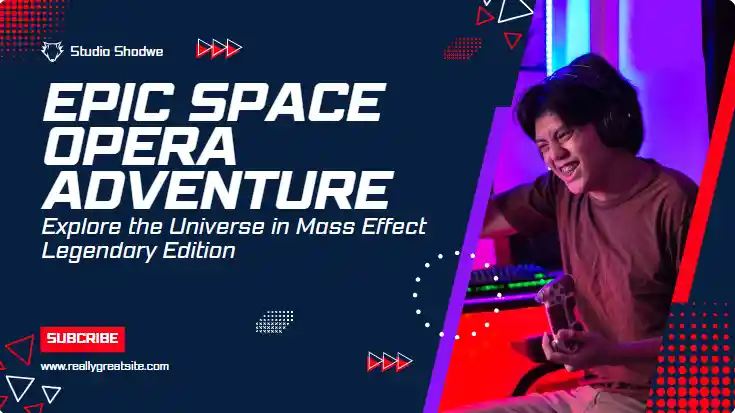 Studio Shodwe
EPIC SPACE
OPERA
ADVENTURE
Explore the Universe in Mass Effect
Legendary Edition
SUBCRIBE
www.reallygreatsite.com